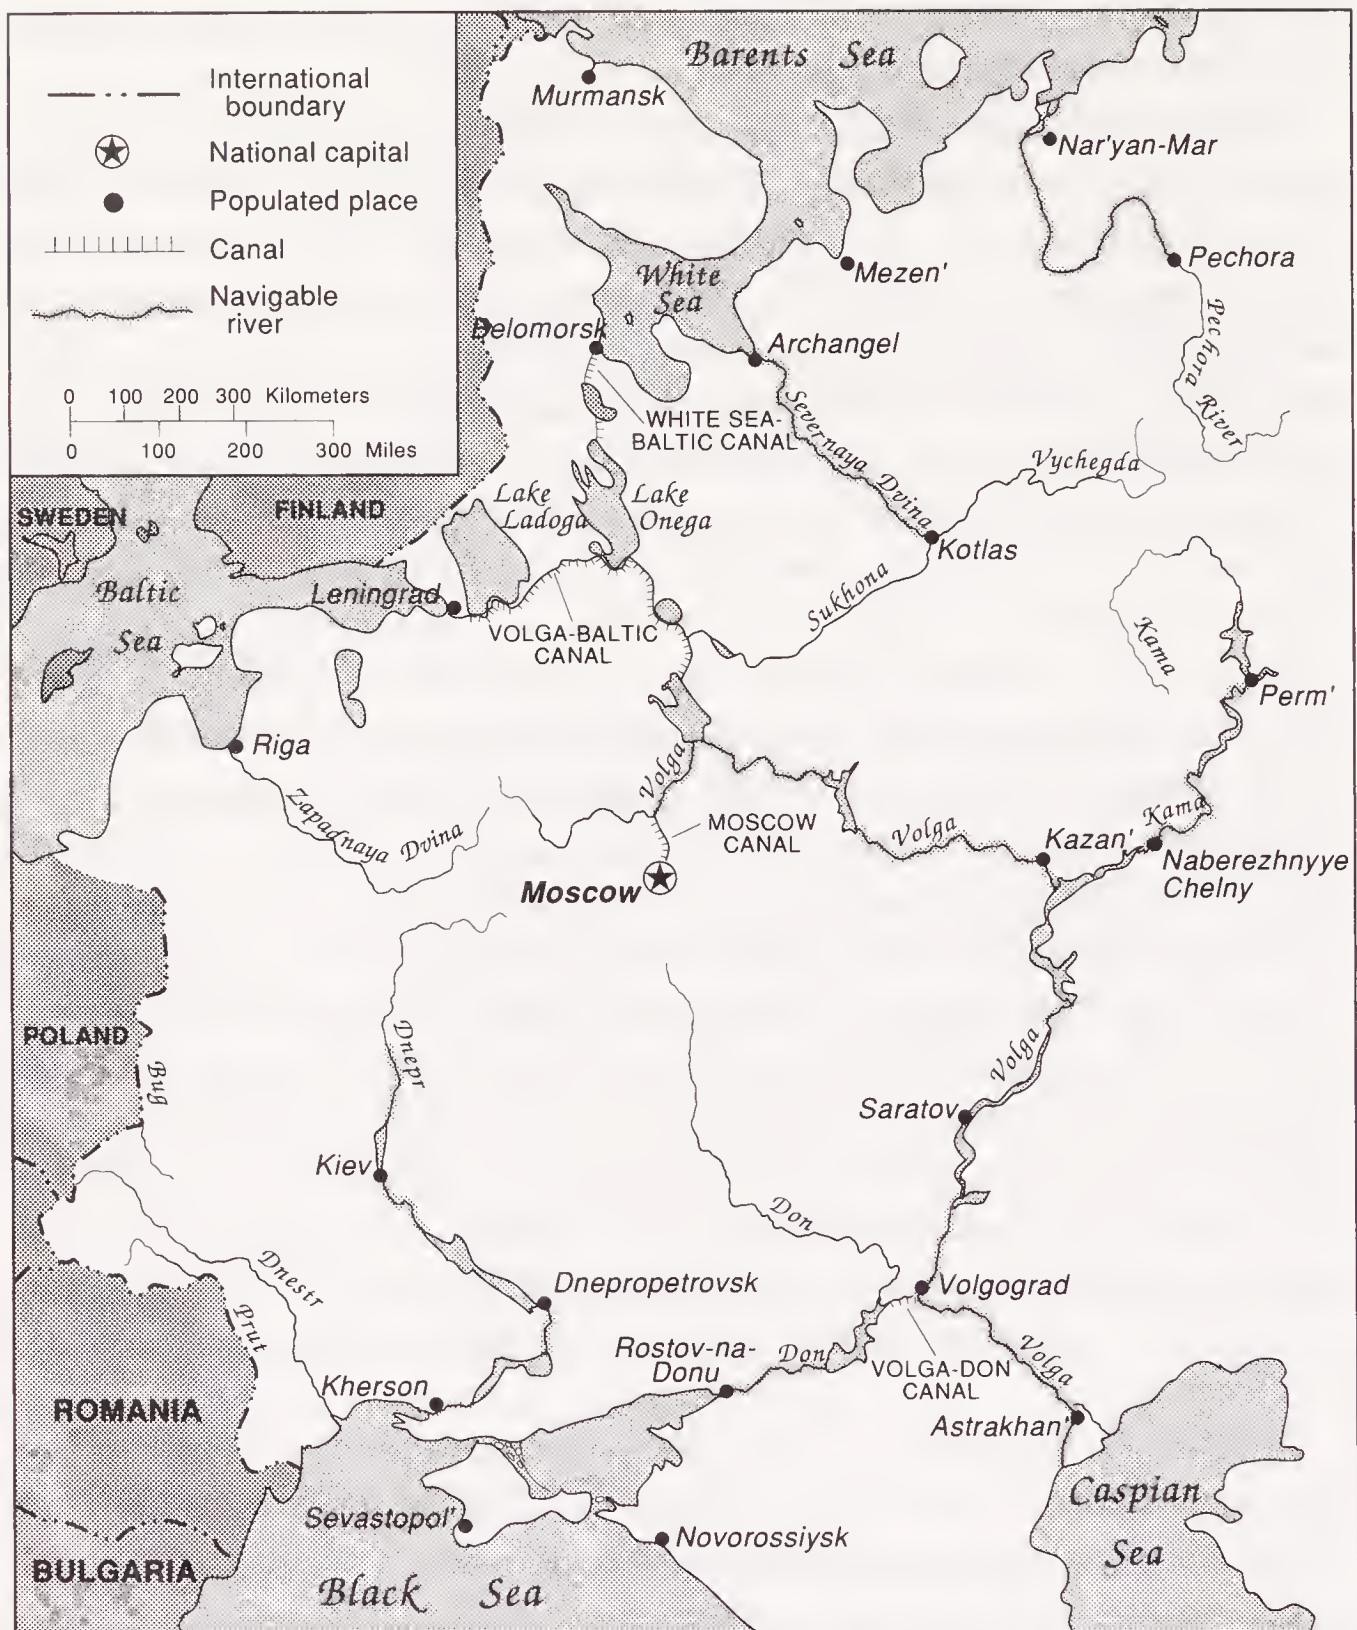 International
boundary
National capital
Populated place
Canal
Navigable
river
0 100 200 300 Kilometers
0 100 200 300 Miles
Barents Sea
Murmansk
Nar'yan-Mar
Pechora
Mezen'
White
Sea
Belomorsk
Archangel
Pechora River
WHITE SEA-
BALTIC CANAL
Severnaya Dvina
Vychegda
SWEDEN
FINLAND
Lake
Ladoga
Lake
Onega
Kotlas
Baltic
Sea
Leningrad
Sukhona
VOLGA-BALTIC
CANAL
Kama
Perm'
Riga
Volga
Zapadnaya Dvina
MOSCOW
CANAL
Volga
Kama
Kazan'
Naberezhnyye
Chelny
Moscow
POLAND
Bug
Dnepr
Volga
Saratov
Kiev
Don
Dnestr
Dnepropetrovsk
Volgograd
Prut
Rostov-na-
Donu
Don
VOLGA-DON
CANAL
Volga
Kherson
ROMANIA
Astrakhan'
Caspian
Sea
Sevastopol'
Novorossiysk
BULGARIA
Black Sea